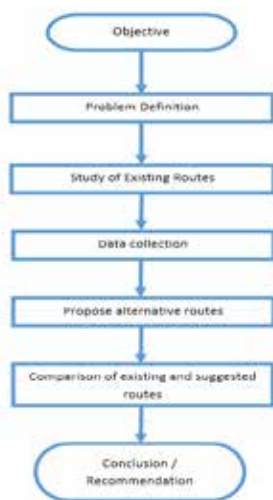 Objective
Problem Definition
Study of Existing Routes
Data collection
Propose alternative routes
Comparison of existing and suggested
routes
Conclusion /
Recommendation